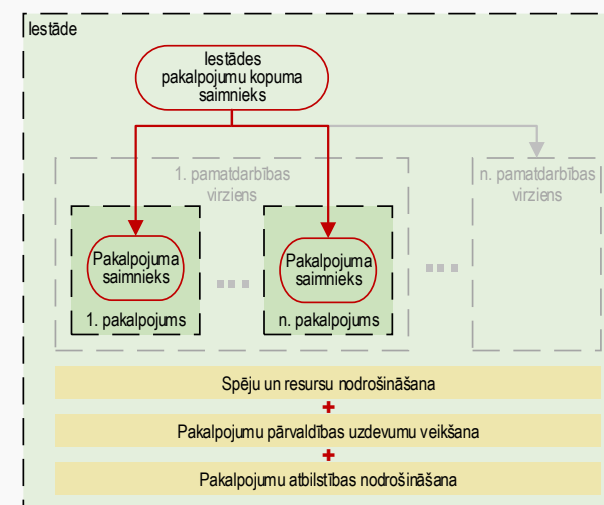 Iestāde
Iestādes
pakalpojumu kopuma
saimnieks
1. pamatdarbības
virziens
n. pamatdarbības
virziens
Pakalpojuma
saimnieks
Pakalpojuma
saimnieks
1. pakalpojums
n. pakalpojums
Spēju un resursu nodrošināšana
+
Pakalpojumu pārvaldības uzdevumu veikšana
+
Pakalpojumu atbilstības nodrošināšana